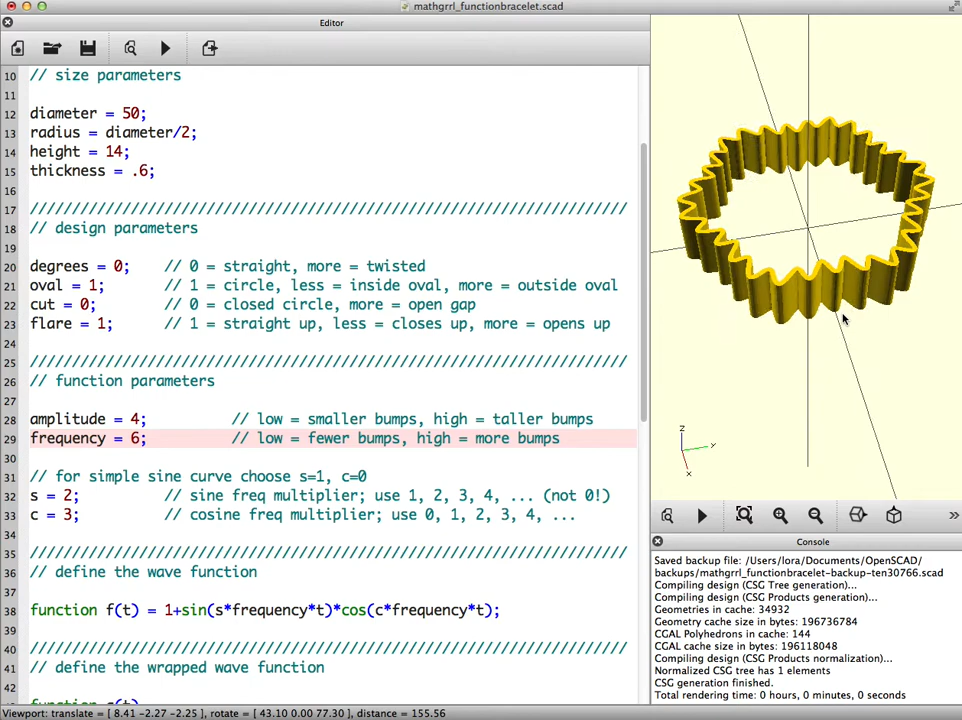 mathgrrl_functionbracelet.scad
Editor
10 // size parameters
11
12 diameter = 50;
13 radius = diameter/2;
14 height = 14;
15 thickness = .6;
16
17 ///////////////////////////////////////////////////////////////////////
18 // design parameters
19
20 degrees = 0;    // 0 = straight, more = twisted
21 oval = 1;       // 1 = circle, less = inside oval, more = outside oval
22 cut = 0;        // 0 = closed circle, more = open gap
23 flare = 1;      // 1 = straight up, less = closes up, more = opens up
24
25 ///////////////////////////////////////////////////////////////////////
26 // function parameters
27
28 amplitude = 4;          // low = smaller bumps, high = taller bumps
29 frequency = 6;          // low = fewer bumps, high = more bumps
30
31 // for simple sine curve choose s=1, c=0
32 s = 2;          // sine freq multiplier; use 1, 2, 3, 4, ... (not 0!)
33 c = 3;          // cosine freq multiplier; use 0, 1, 2, 3, 4, ...
34
35 ///////////////////////////////////////////////////////////////////////
36 // define the wave function
37
38 function f(t) = 1+sin(s*frequency*t)*cos(c*frequency*t);
39
40 ///////////////////////////////////////////////////////////////////////
41 // define the wrapped wave function
42
Z
Y
X
»
Console
Saved backup file: /Users/lora/Documents/OpenSCAD/
backups/mathgrrl_functionbracelet-backup-ten30766.scad
Compiling design (CSG Tree generation)...
Compiling design (CSG Products generation)...
Geometries in cache: 34932
Geometry cache size in bytes: 196736784
CGAL Polyhedrons in cache: 144
CGAL cache size in bytes: 196118048
Compiling design (CSG Products normalization)...
Normalized CSG tree has 1 elements
CSG generation finished.
Total rendering time: 0 hours, 0 minutes, 0 seconds
Viewport: translate = [ 8.41 -2.27 -2.25 ], rotate = [ 43.10 0.00 77.30 ], distance = 155.56